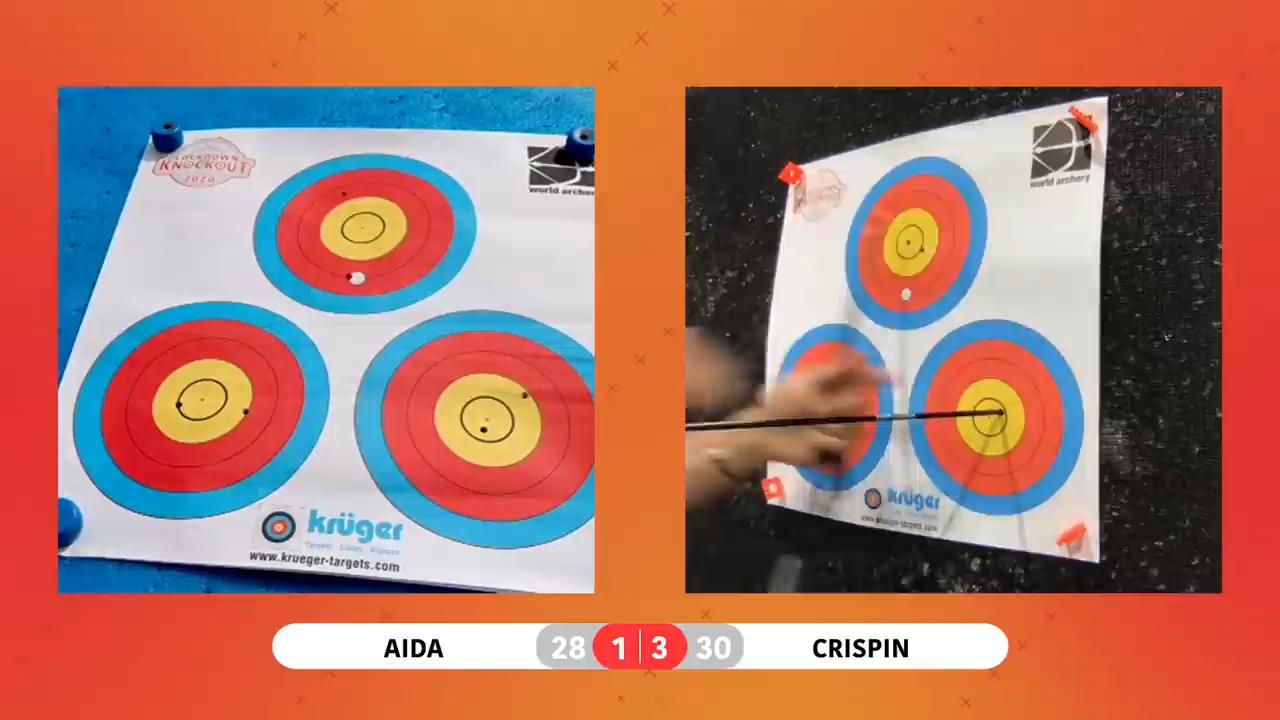 LOCKDOWN
KNOCKOUT
2020
world archery
world archery
krüger
www.krueger-targets.com
krüger
AIDA 28 1 3 30 CRISPIN